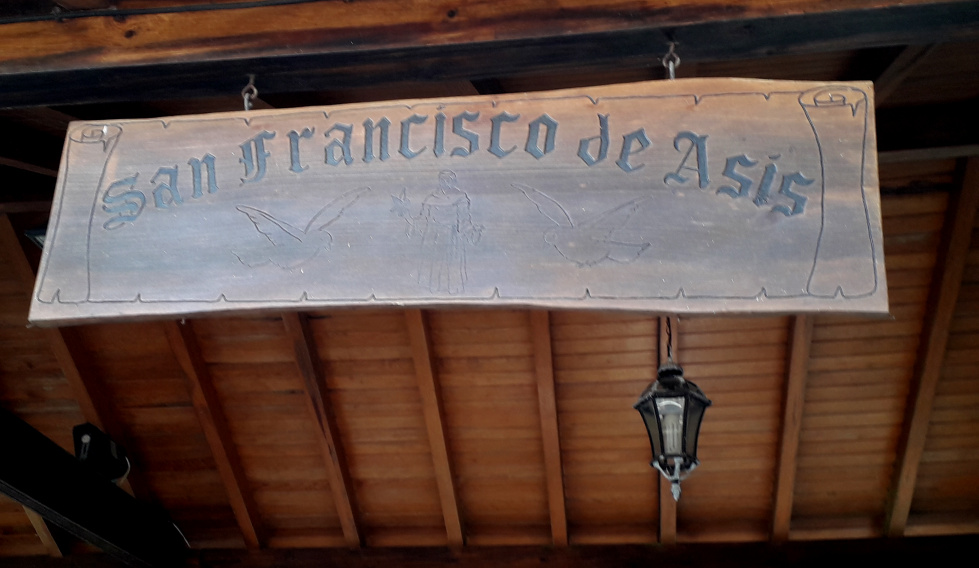 San Francisco de Asis